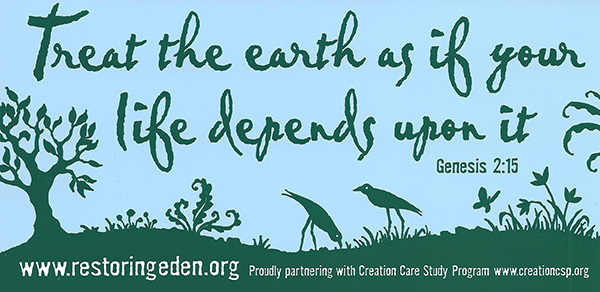 Treat the earth as if your
life depends upon it
Genesis 2:15
www.restoringeden.org Proudly partnering with Creation Care Study Program www.creationcsp.org